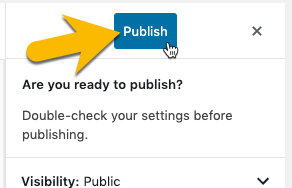 Publish
Are you ready to publish?
Double-check your settings before
publishing.
Visibility: Public